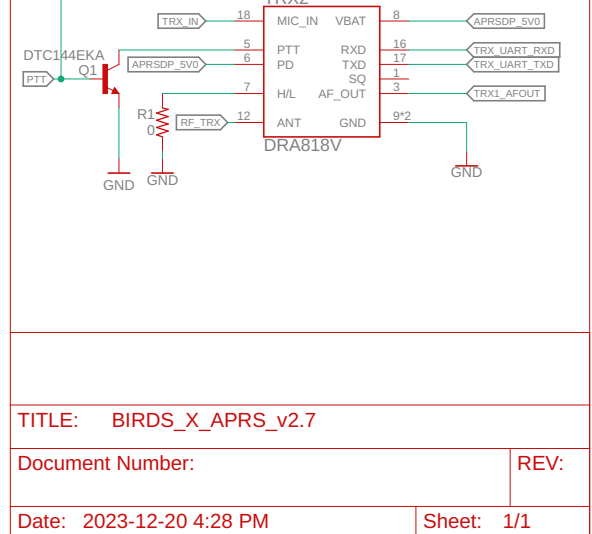 TRX2
TRX_IN 18 MIC_IN VBAT 8 APRSDP_5V0
DTC144EKA 5 PTT RXD 16 TRX_UART_RXD
Q1 APRSDP_5V0 6 PD TXD 17 TRX_UART_TXD
PTT SQ 1
7 H/L AF_OUT 3 TRX1_AFOUT
R1
0 RF_TRX 12 ANT GND 9*2
DRA818V
GND GND GND
TITLE: BIRDS_X_APRS_v2.7
Document Number: REV:
Date: 2023-12-20 4:28 PM Sheet: 1/1